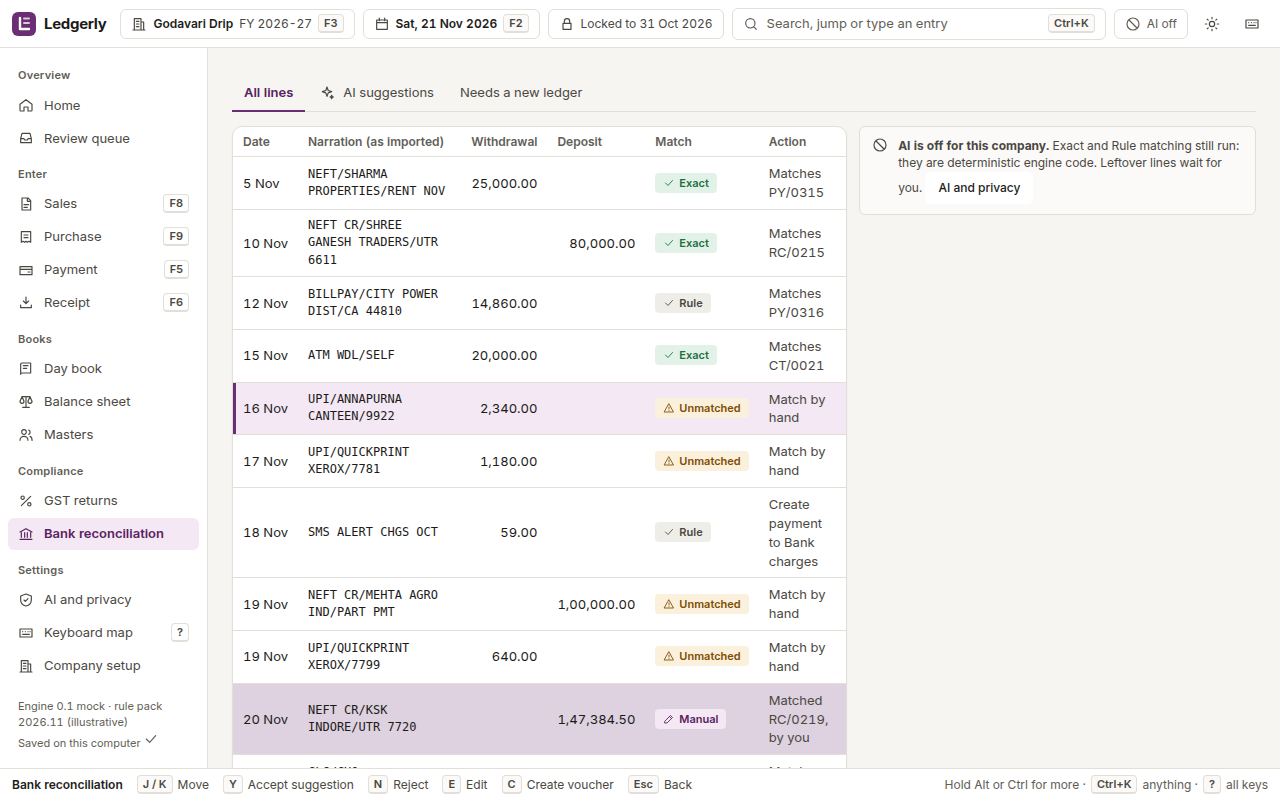 Ledgerly
Godavari Drip FY 2026-27 F3
Sat, 21 Nov 2026 F2
Locked to 31 Oct 2026
Search, jump or type an entry Ctrl+K
AI off
Overview
Home
Review queue
Enter
Sales F8
Purchase F9
Payment F5
Receipt F6
Books
Day book
Balance sheet
Masters
Compliance
GST returns
Bank reconciliation
Settings
AI and privacy
Keyboard map ?
Company setup
Engine 0.1 mock · rule pack
2026.11 (illustrative)
Saved on this computer
All lines AI suggestions Needs a new ledger
Date Narration (as imported) Withdrawal Deposit Match Action
5 Nov NEFT/SHARMA PROPERTIES/RENT NOV 25,000.00 Exact Matches PY/0315
10 Nov NEFT CR/SHREE GANESH TRADERS/UTR 6611 80,000.00 Exact Matches RC/0215
12 Nov BILLPAY/CITY POWER DIST/CA 44810 14,860.00 Rule Matches PY/0316
15 Nov ATM WDL/SELF 20,000.00 Exact Matches CT/0021
16 Nov UPI/ANNAPURNA CANTEEN/9922 2,340.00 Unmatched Match by hand
17 Nov UPI/QUICKPRINT XEROX/7781 1,180.00 Unmatched Match by hand
18 Nov SMS ALERT CHGS OCT 59.00 Rule Create payment to Bank charges
19 Nov NEFT CR/MEHTA AGRO IND/PART PMT 1,00,000.00 Unmatched Match by hand
19 Nov UPI/QUICKPRINT XEROX/7799 640.00 Unmatched Match by hand
20 Nov NEFT CR/KSK INDORE/UTR 7720 1,47,384.50 Manual Matched RC/0219, by you
AI is off for this company. Exact and Rule matching still run:
they are deterministic engine code. Leftover lines wait for
you. AI and privacy
Bank reconciliation J / K Move Y Accept suggestion N Reject E Edit C Create voucher Esc Back
Hold Alt or Ctrl for more · Ctrl+K anything · ? all keys